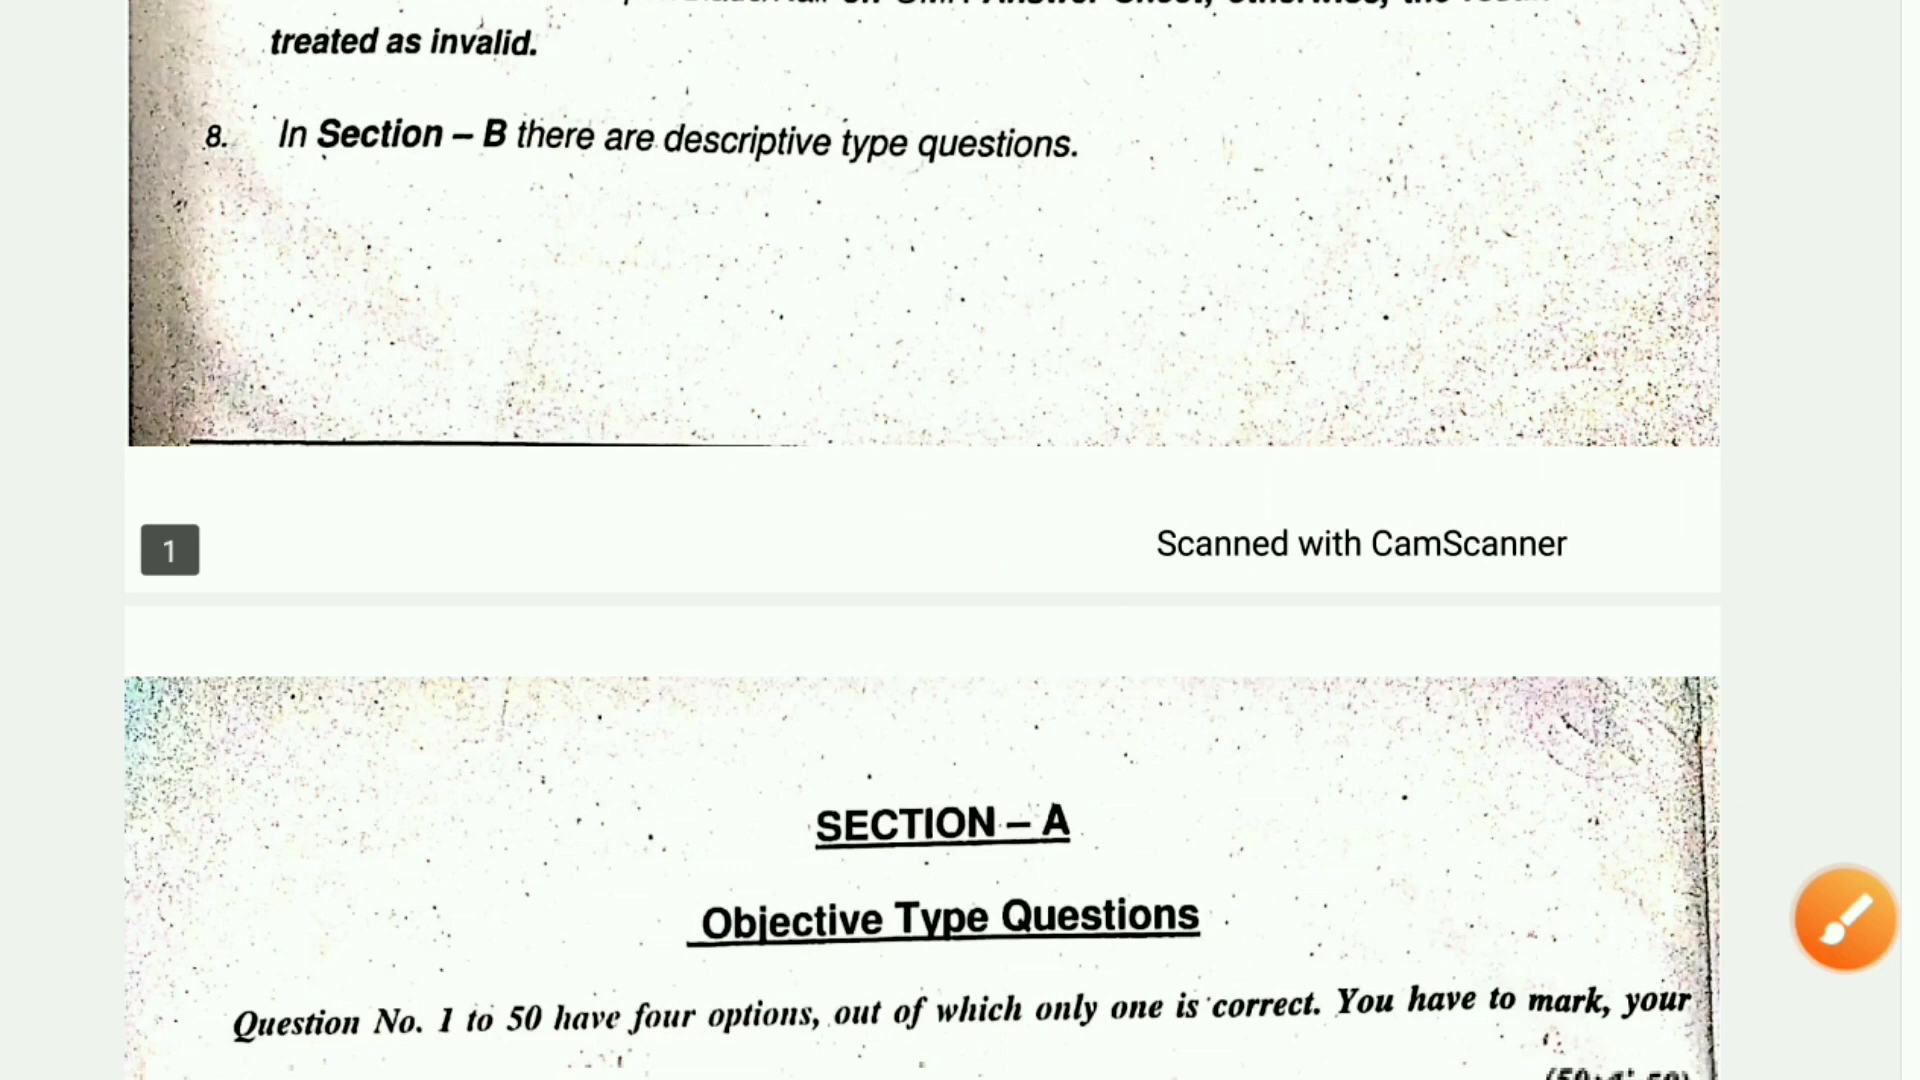 treated as invalid.
8. In Section – B there are descriptive type questions.
1
Scanned with CamScanner
SECTION – A
Objective Type Questions
Question No. 1 to 50 have four options, out of which only one is correct. You have to mark, your